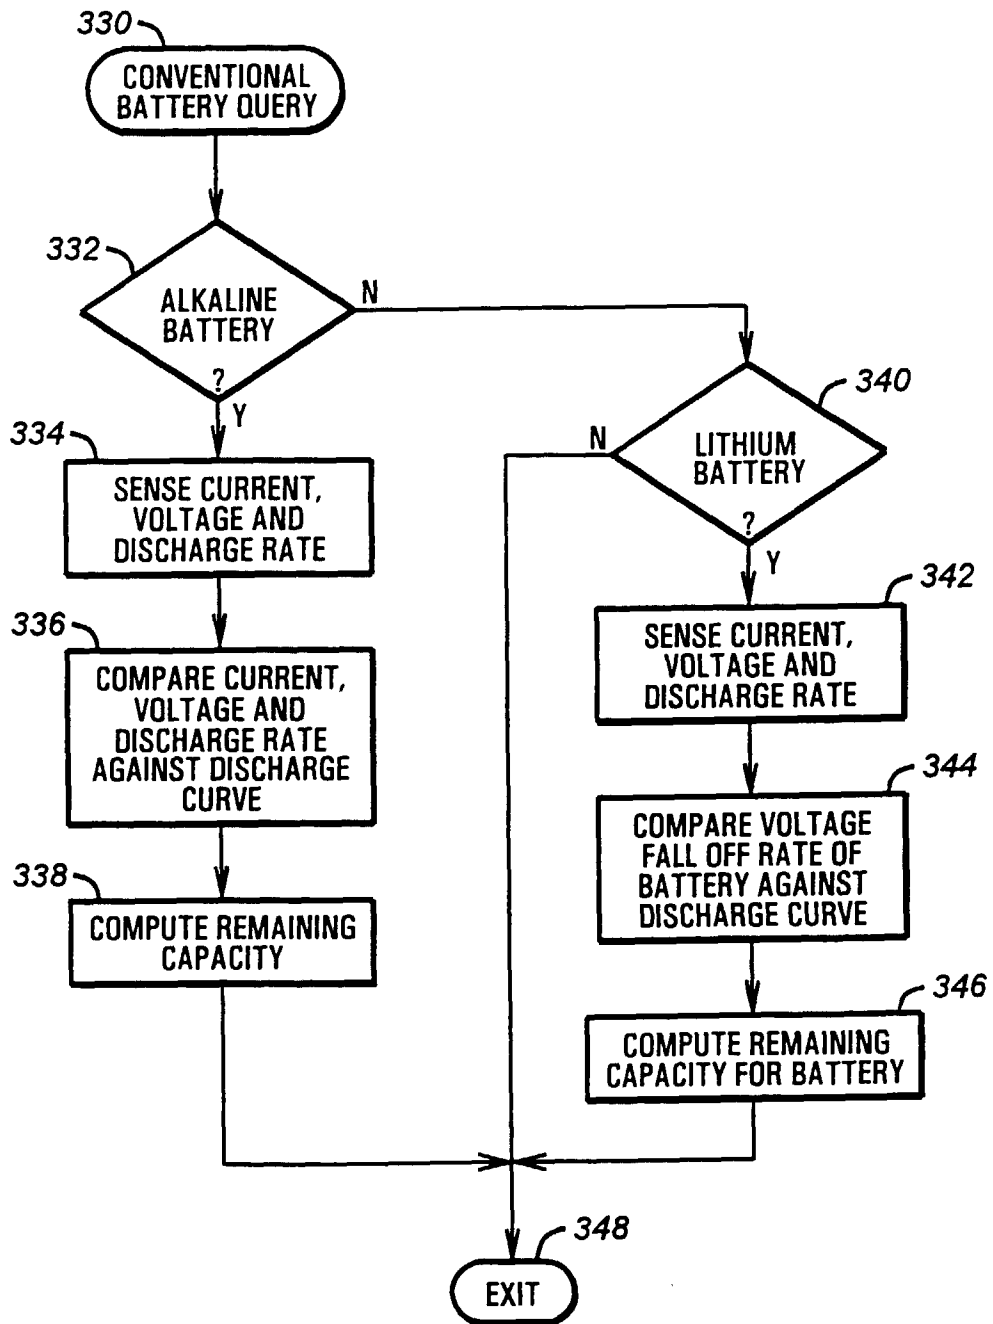 330
CONVENTIONAL
BATTERY QUERY
332
ALKALINE
BATTERY
?
N
Y
334
SENSE CURRENT,
VOLTAGE AND
DISCHARGE RATE
336
COMPARE CURRENT,
VOLTAGE AND
DISCHARGE RATE
AGAINST DISCHARGE
CURVE
338
COMPUTE REMAINING
CAPACITY
340
LITHIUM
BATTERY
?
N
Y
342
SENSE CURRENT,
VOLTAGE AND
DISCHARGE RATE
344
COMPARE VOLTAGE
FALL OFF RATE OF
BATTERY AGAINST
DISCHARGE CURVE
346
COMPUTE REMAINING
CAPACITY FOR BATTERY
348
EXIT